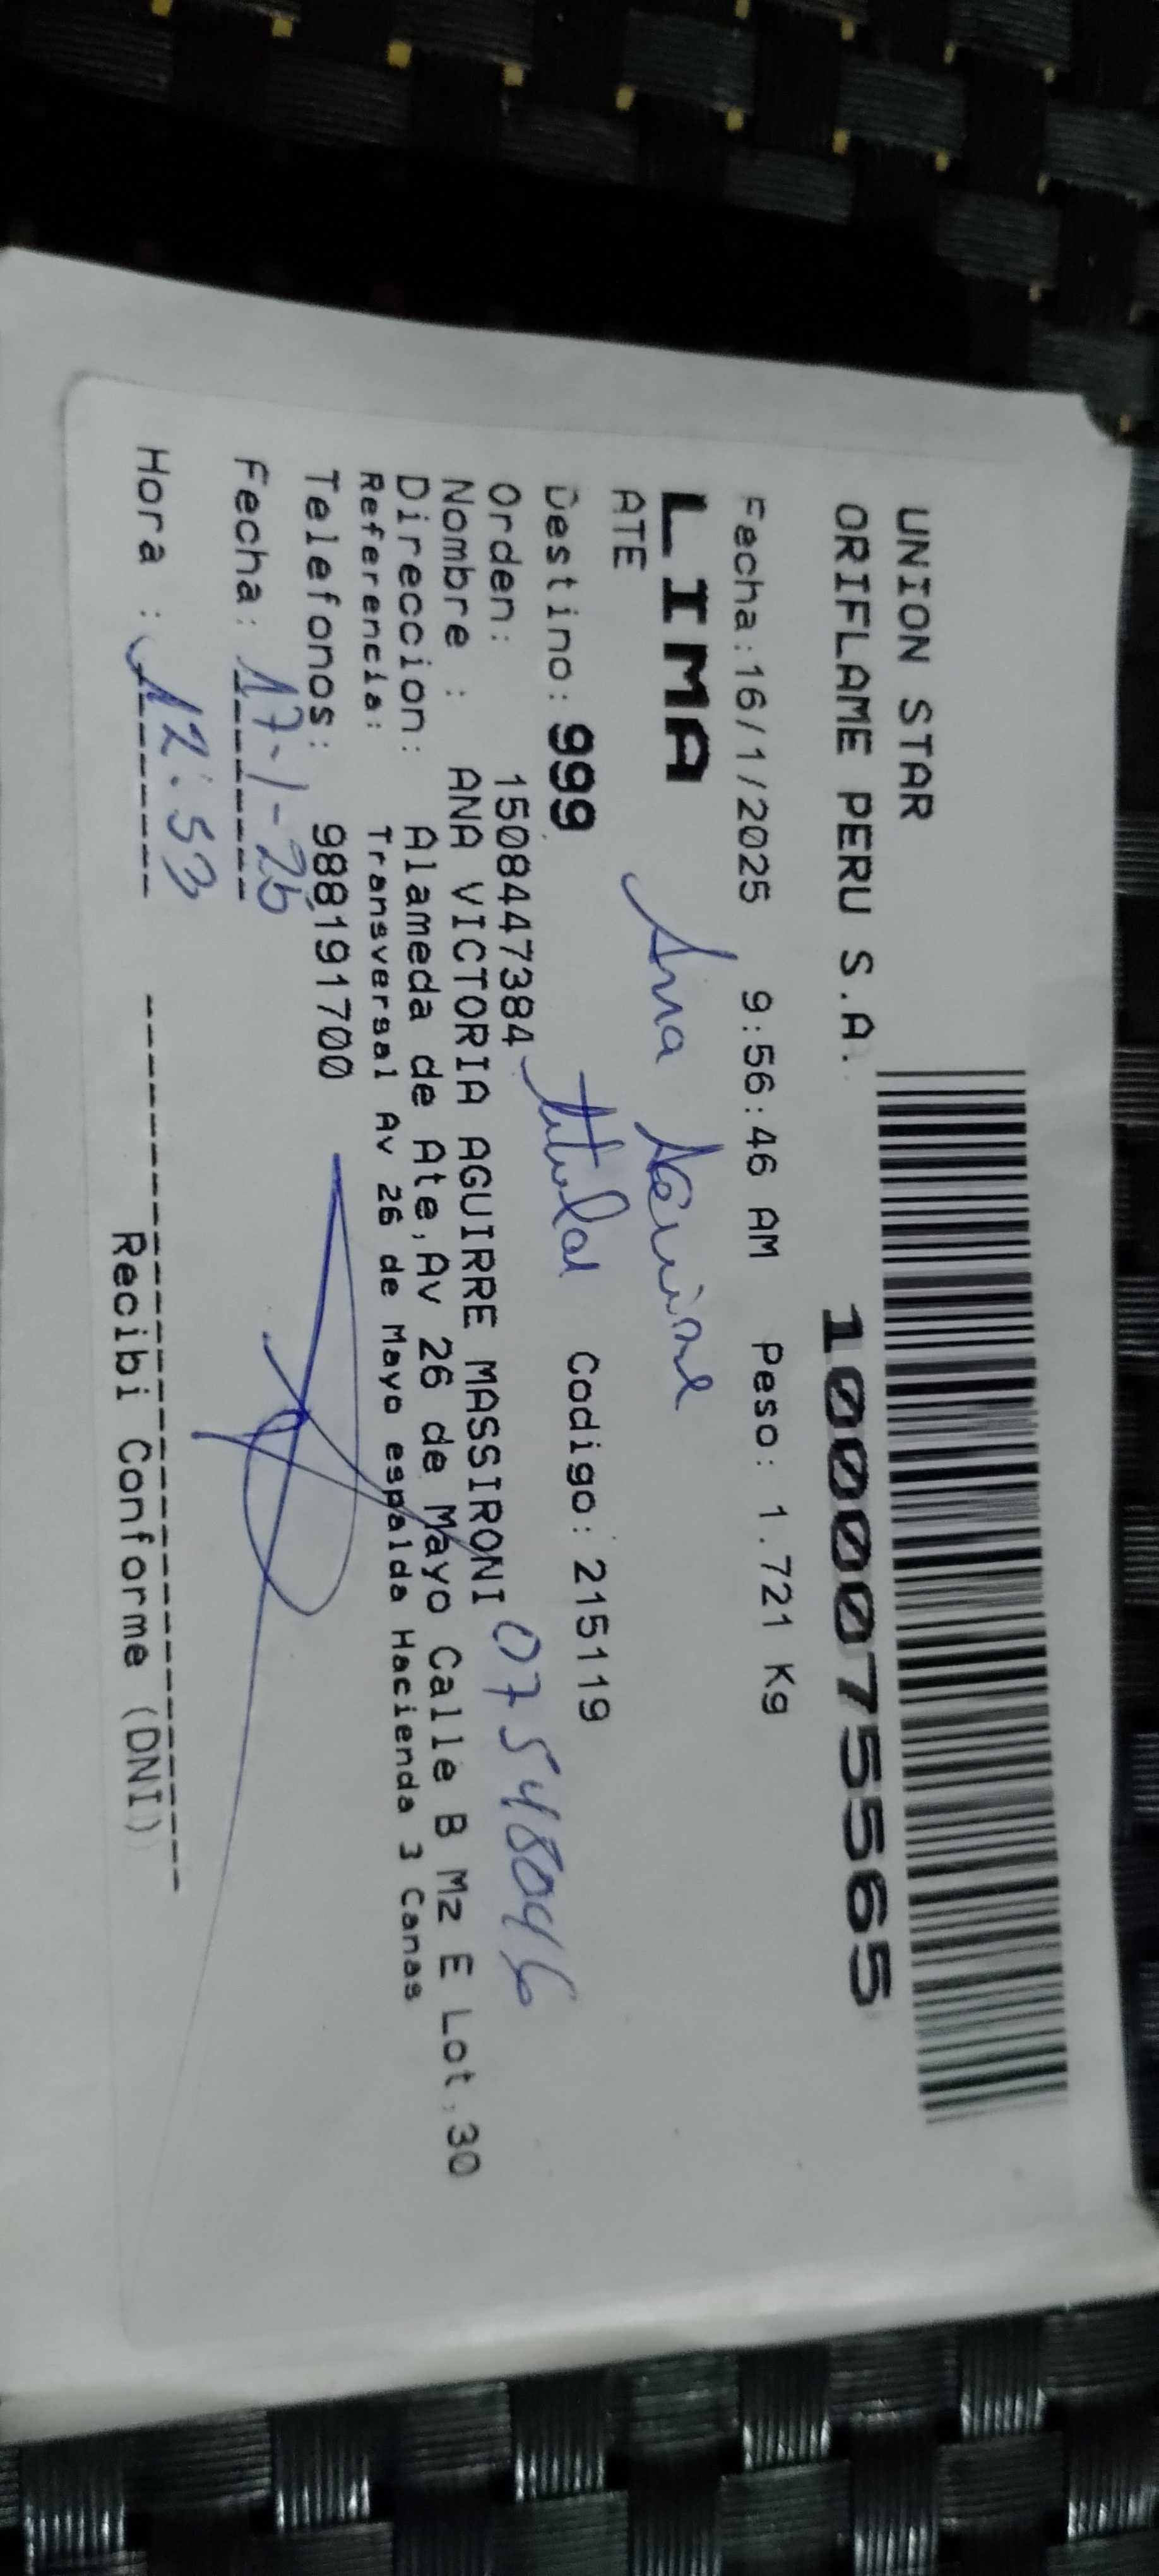 UNION STAR
ORIFLAME PERU S.A.
10000755565
Fecha:16/1/2025 9:56:46 AM Peso: 1.721 Kg
LIMA
ATE
Ana Aguirre
Destino: 999 Codigo: 215119
titular
Orden: 1508447384
07548046
Nombre : ANA VICTORIA AGUIRRE MASSIRONI
Direccion: Alameda de Ate,Av 26 de Mayo Calle B Mz E Lot.30
Referencia: Transversal Av 26 de Mayo espalda Hacienda 3 Canas
Telefonos: 988191700
Fecha: 17-1-25
Hora : 12:53
Recibi Conforme (DNI)